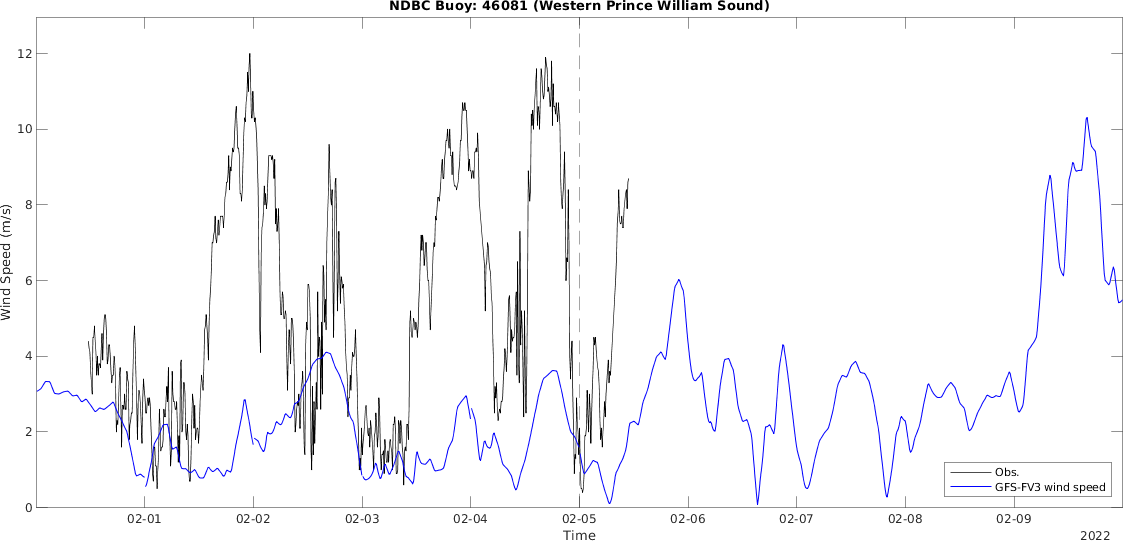 NDBC Buoy: 46081 (Western Prince William Sound)
12
10
8
6
4
2
0
Wind Speed (m/s)
Obs.
GFS-FV3 wind speed
02-01 02-02 02-03 02-04 02-05 02-06 02-07 02-08 02-09
Time
2022